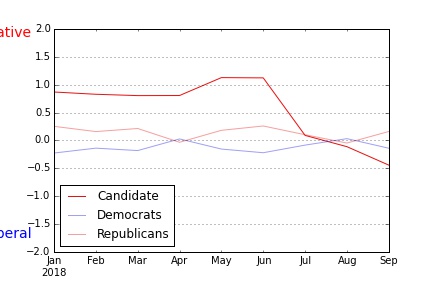 ative
2.0
1.5
1.0
0.5
0.0
−0.5
−1.0
−1.5
−2.0
beral
Candidate
Democrats
Republicans
Jan Feb Mar Apr May Jun Jul Aug Sep
2018